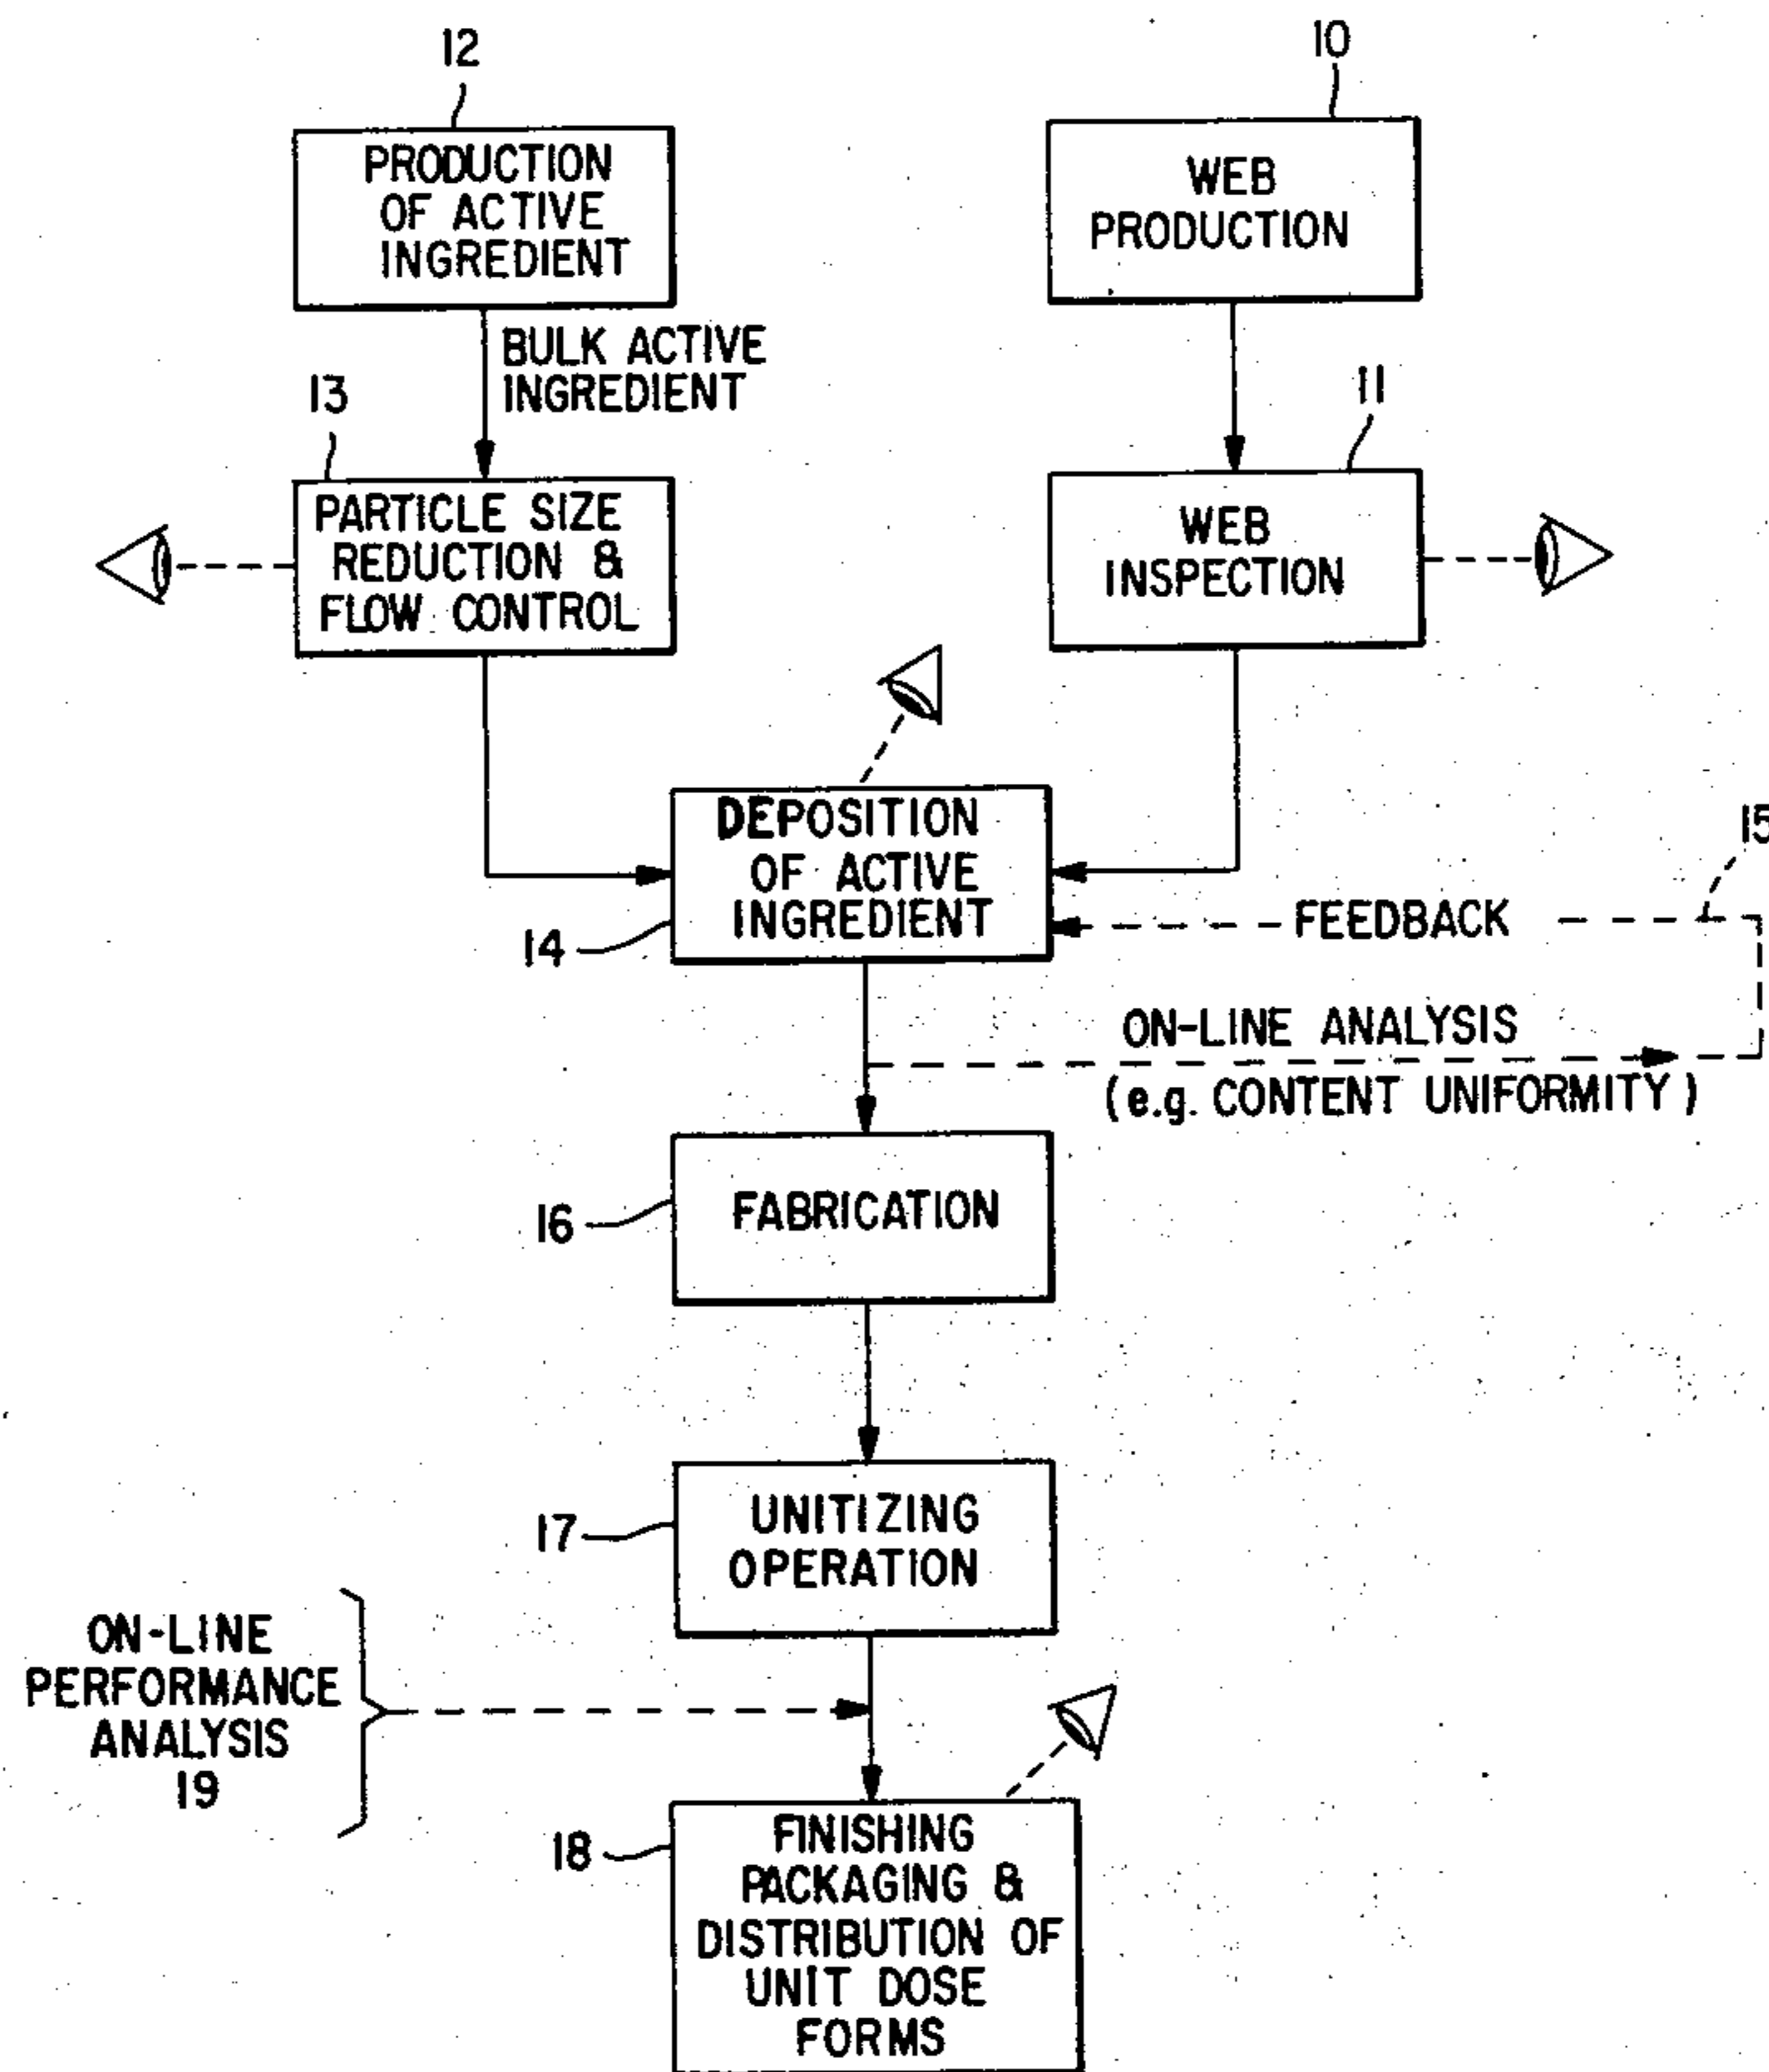 12
10
PRODUCTION
OF ACTIVE
INGREDIENT
WEB
PRODUCTION
BULK ACTIVE
INGREDIENT
13
11
PARTICLE SIZE
REDUCTION &
FLOW CONTROL
WEB
INSPECTION
15
DEPOSITION
OF ACTIVE
INGREDIENT
14
FEEDBACK
ON-LINE ANALYSIS
(e.g. CONTENT UNIFORMITY)
16
FABRICATION
17
UNITIZING
OPERATION
ON-LINE
PERFORMANCE
ANALYSIS
19
18
FINISHING
PACKAGING &
DISTRIBUTION OF
UNIT DOSE
FORMS